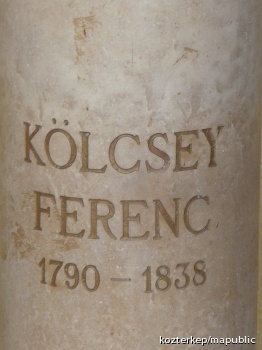 KÖLCSEY
FERENC
1790 – 1838
kozterkep/mapublic